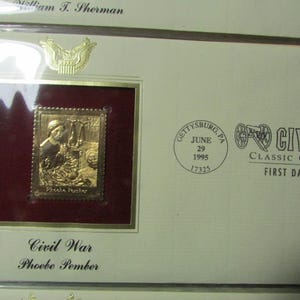 William T. Sherman
Phoebe Pember
GETTYSBURG, PA
JUNE
29
1995
17325
CIV
CLASSIC
FIRST DA
Civil War
Phoebe Pember